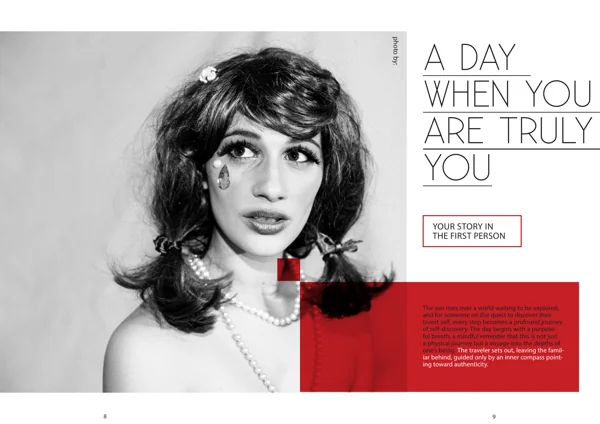 photo by:
A DAY
WHEN YOU
ARE TRULY
YOU
YOUR STORY IN
THE FIRST PERSON
The sun rises over a world waiting to be explored,
and for someone on the quest to discover their
truest self, every step becomes a profound journey
of self-discovery. The day begins with a purpose-
ful breath, a mindful reminder that this is not just
a physical journey but a voyage into the depths of
one's being. The traveler sets out, leaving the famil-
iar behind, guided only by an inner compass point-
ing toward authenticity.
8
9